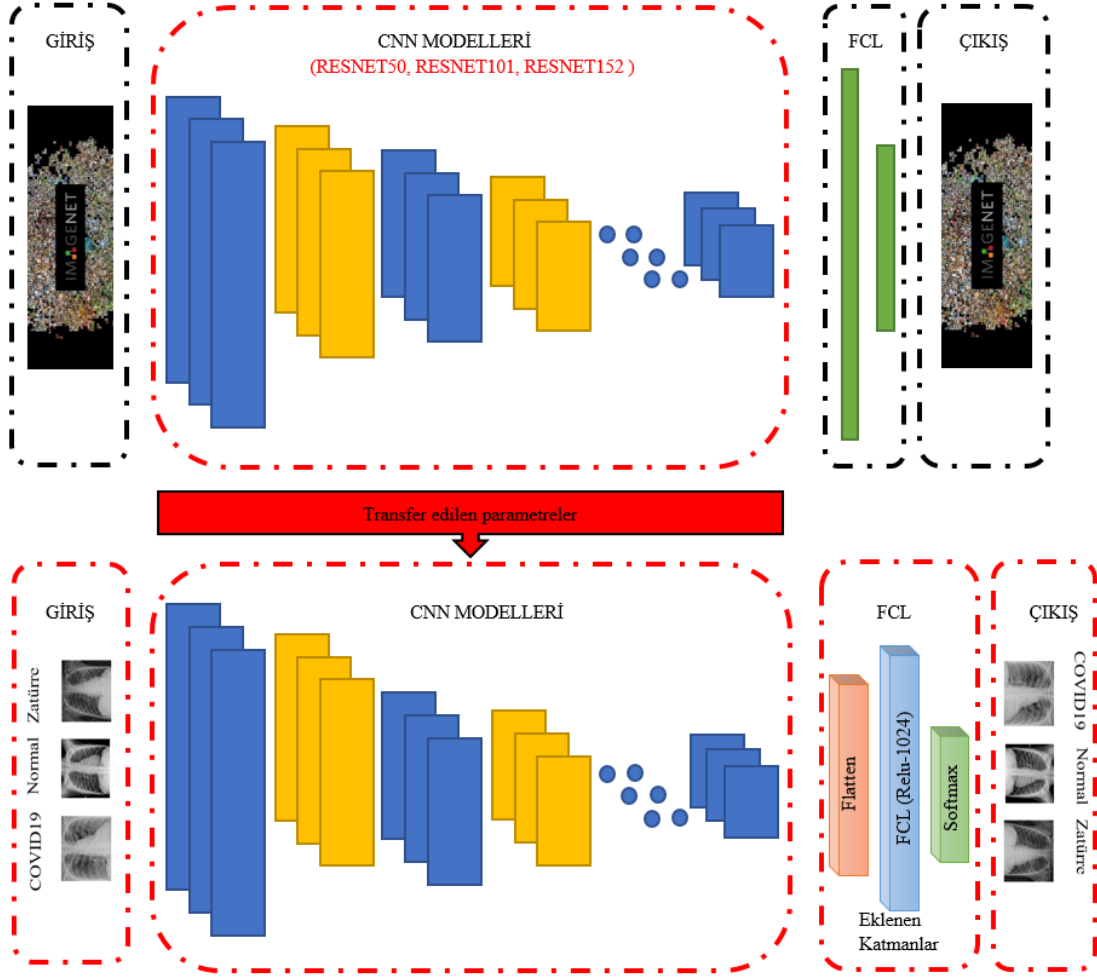 GİRİŞ
CNN MODELLERİ
(RESNET50, RESNET101, RESNET152 )
FCL
ÇIKIŞ
IMAGENET
IMAGENET
Transfer edilen parametreler
GİRİŞ
CNN MODELLERİ
FCL
ÇIKIŞ
Zatürre
Normal
COVID19
Flatten
FCL (Relu-1024)
Softmax
Eklenen
Katmanlar
COVID19
Normal
Zatürre